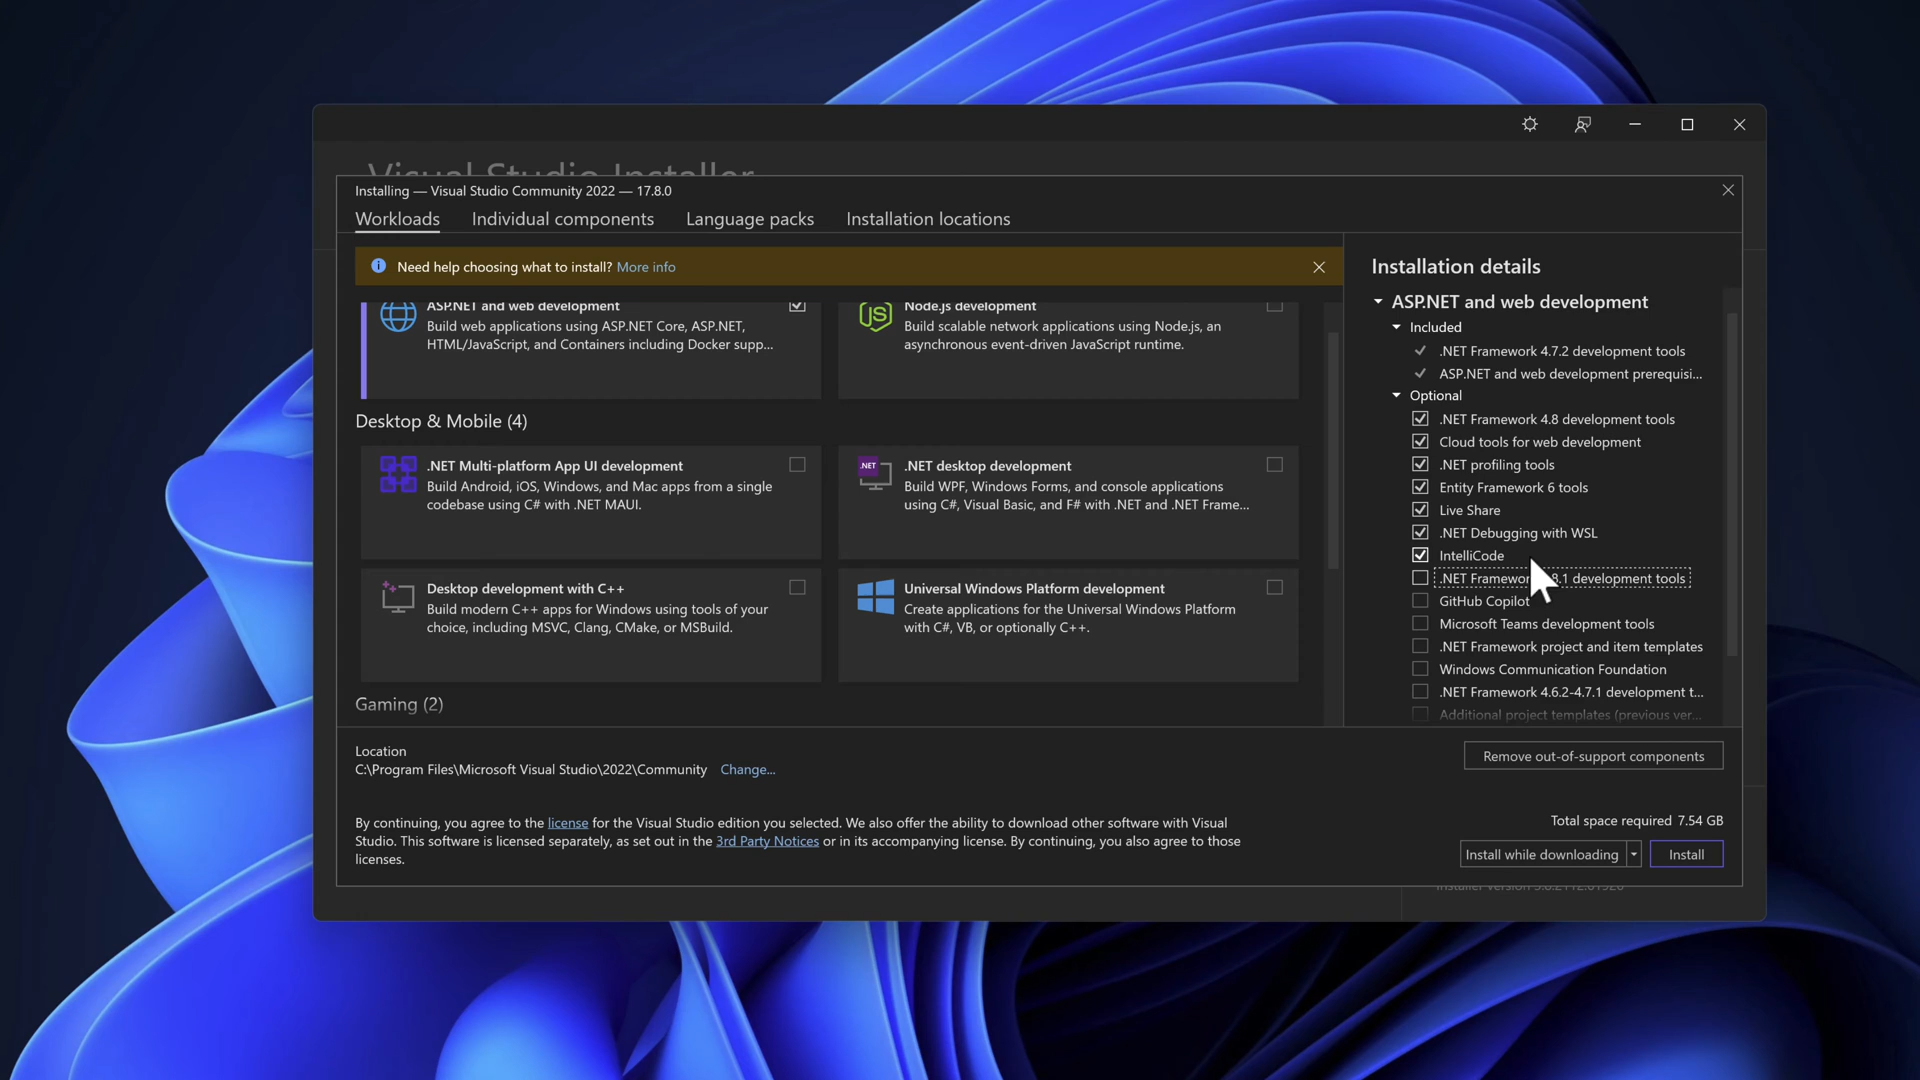 Visual Studio Installer
Installing — Visual Studio Community 2022 — 17.8.0
Workloads
Individual components
Language packs
Installation locations
Need help choosing what to install? More info
ASP.NET and web development
Build web applications using ASP.NET Core, ASP.NET,
HTML/JavaScript, and Containers including Docker supp...
JS
Node.js development
Build scalable network applications using Node.js, an
asynchronous event-driven JavaScript runtime.
Desktop & Mobile (4)
.NET Multi-platform App UI development
Build Android, iOS, Windows, and Mac apps from a single
codebase using C# with .NET MAUI.
.NET
.NET desktop development
Build WPF, Windows Forms, and console applications
using C#, Visual Basic, and F# with .NET and .NET Frame...
Desktop development with C++
Build modern C++ apps for Windows using tools of your
choice, including MSVC, Clang, CMake, or MSBuild.
Universal Windows Platform development
Create applications for the Universal Windows Platform
with C#, VB, or optionally C++.
Gaming (2)
Installation details
ASP.NET and web development
Included
.NET Framework 4.7.2 development tools
ASP.NET and web development prerequisi...
Optional
.NET Framework 4.8 development tools
Cloud tools for web development
.NET profiling tools
Entity Framework 6 tools
Live Share
.NET Debugging with WSL
IntelliCode
.NET Framewor 8.1 development tools
GitHub Copilot
Microsoft Teams development tools
.NET Framework project and item templates
Windows Communication Foundation
.NET Framework 4.6.2-4.7.1 development t...
Additional project templates (previous ver...
Location
C:\Program Files\Microsoft Visual Studio\2022\Community Change...
Remove out-of-support components
By continuing, you agree to the license for the Visual Studio edition you selected. We also offer the ability to download other software with Visual
Studio. This software is licensed separately, as set out in the 3rd Party Notices or in its accompanying license. By continuing, you also agree to those
licenses.
Total space required 7.54 GB
Install while downloading
Install